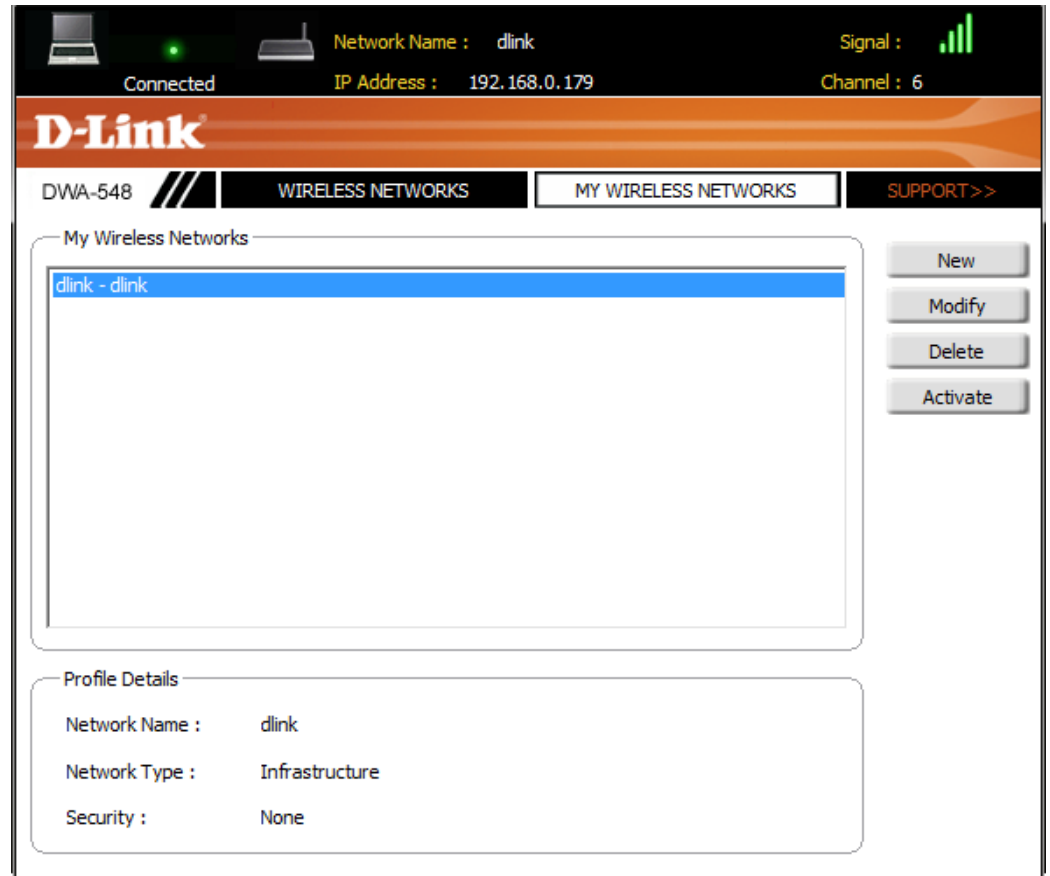 Network Name : dlink Signal :
Connected IP Address : 192.168.0.179 Channel : 6
D-Link
DWA-548 WIRELESS NETWORKS MY WIRELESS NETWORKS SUPPORT>>
My Wireless Networks
dlink - dlink
New
Modify
Delete
Activate
Profile Details
Network Name : dlink
Network Type : Infrastructure
Security : None